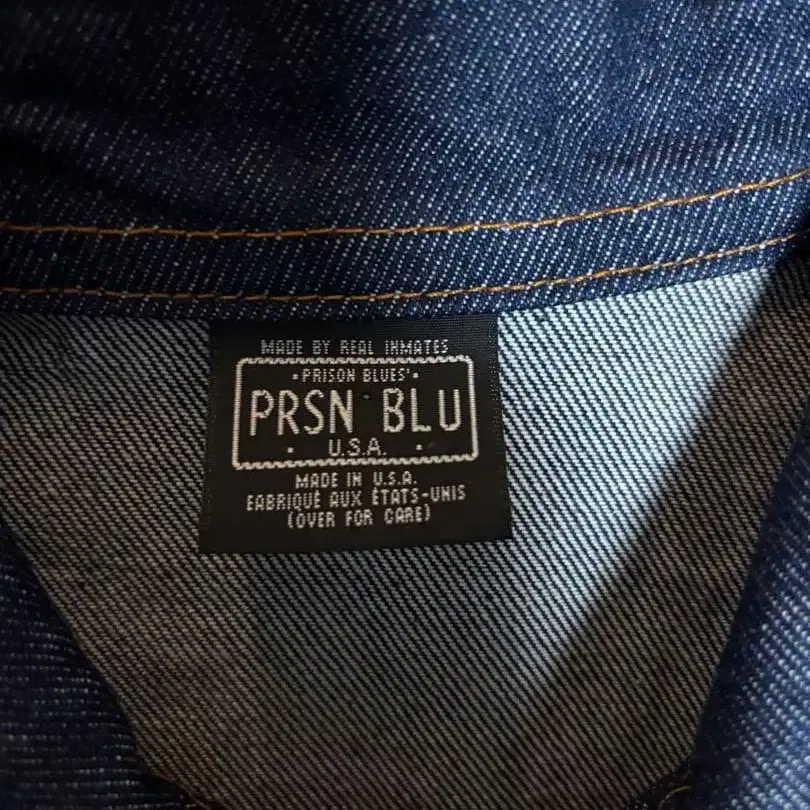 MADE BY REAL INMATES
• PRISON BLUES' •
PRSN BLU
• U.S.A. •
MADE IN U.S.A.
FABRIQUÉ AUX ÉTATS-UNIS
(OVER FOR CARE)